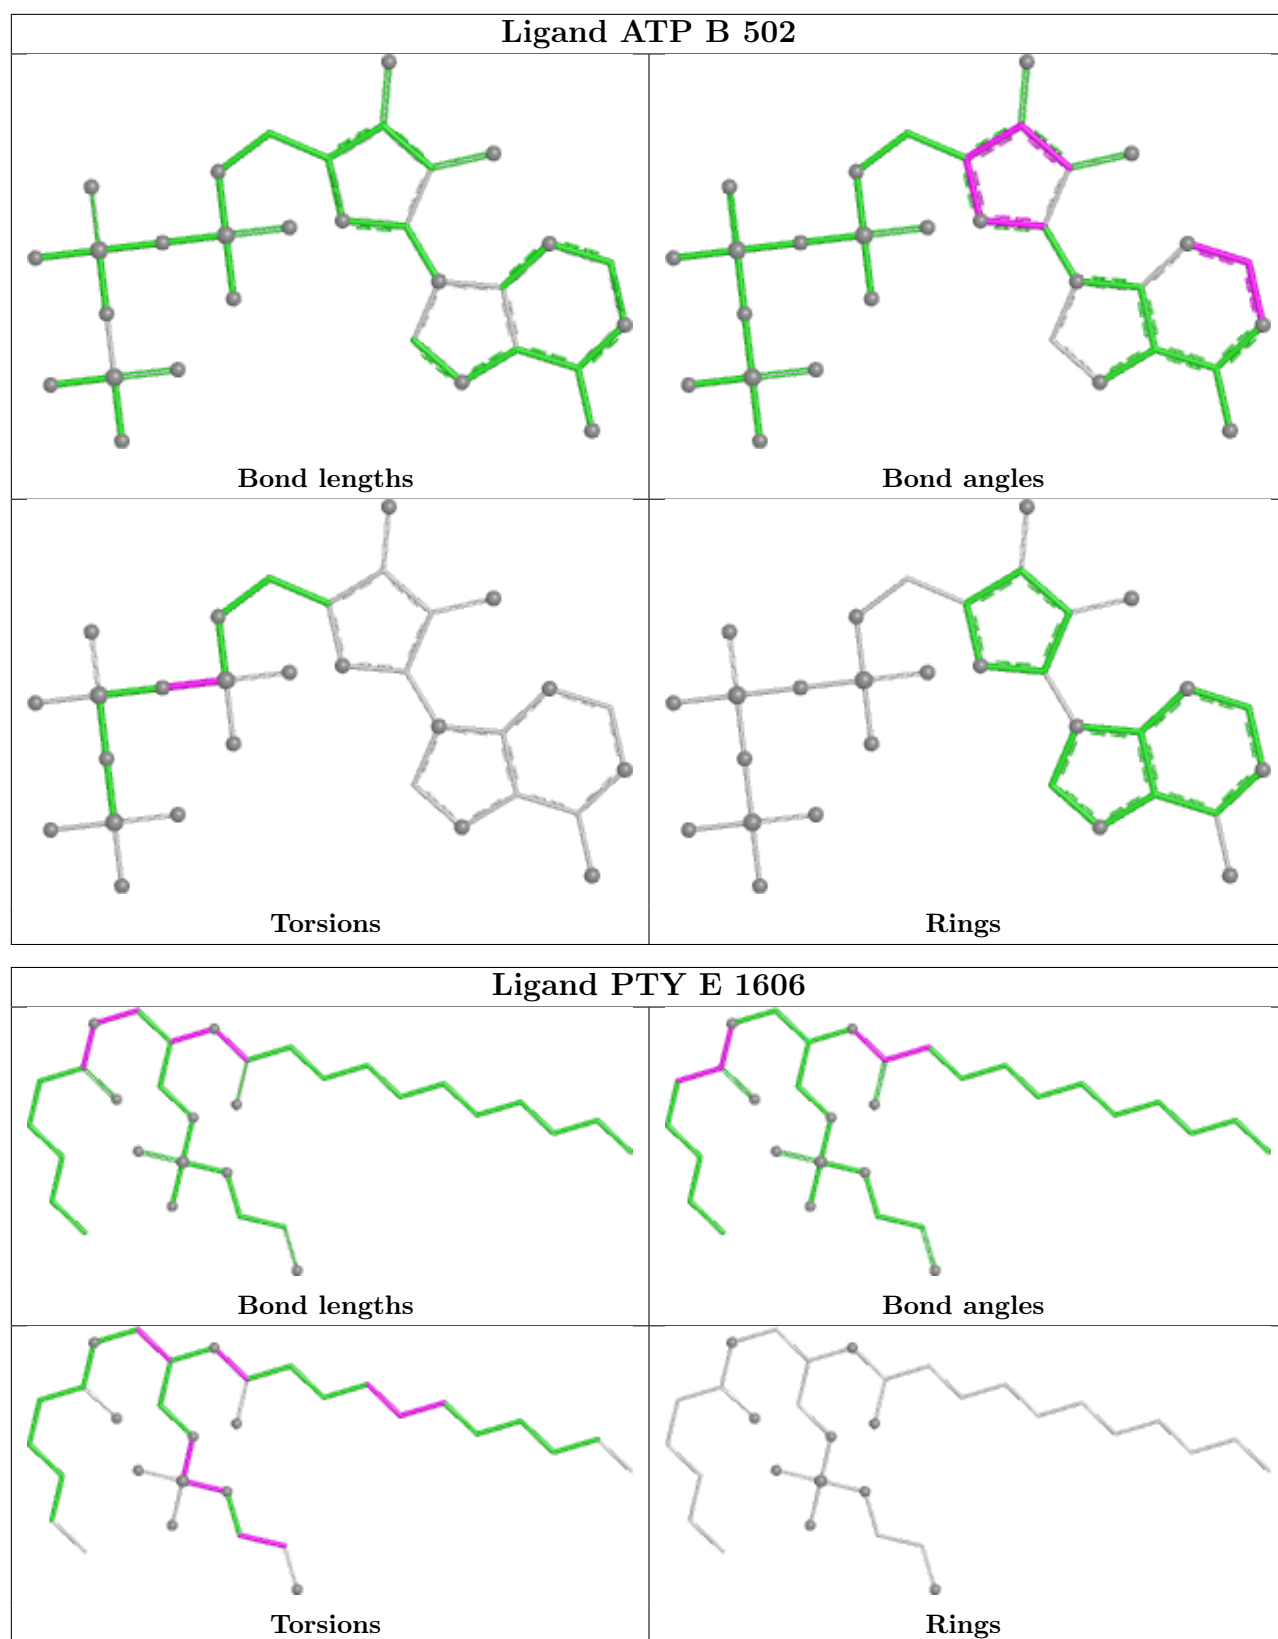 Ligand ATP B 502
Bond lengths
Bond angles
Torsions
Rings
Ligand PTY E 1606
Bond lengths
Bond angles
Torsions
Rings